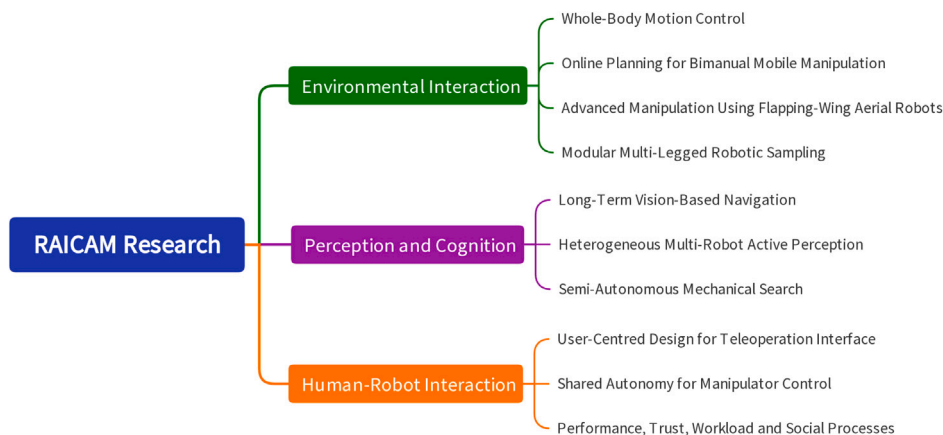 RAICAM Research
Environmental Interaction
Whole-Body Motion Control
Online Planning for Bimanual Mobile Manipulation
Advanced Manipulation Using Flapping-Wing Aerial Robots
Modular Multi-Legged Robotic Sampling
Perception and Cognition
Long-Term Vision-Based Navigation
Heterogeneous Multi-Robot Active Perception
Semi-Autonomous Mechanical Search
Human-Robot Interaction
User-Centred Design for Teleoperation Interface
Shared Autonomy for Manipulator Control
Performance, Trust, Workload and Social Processes